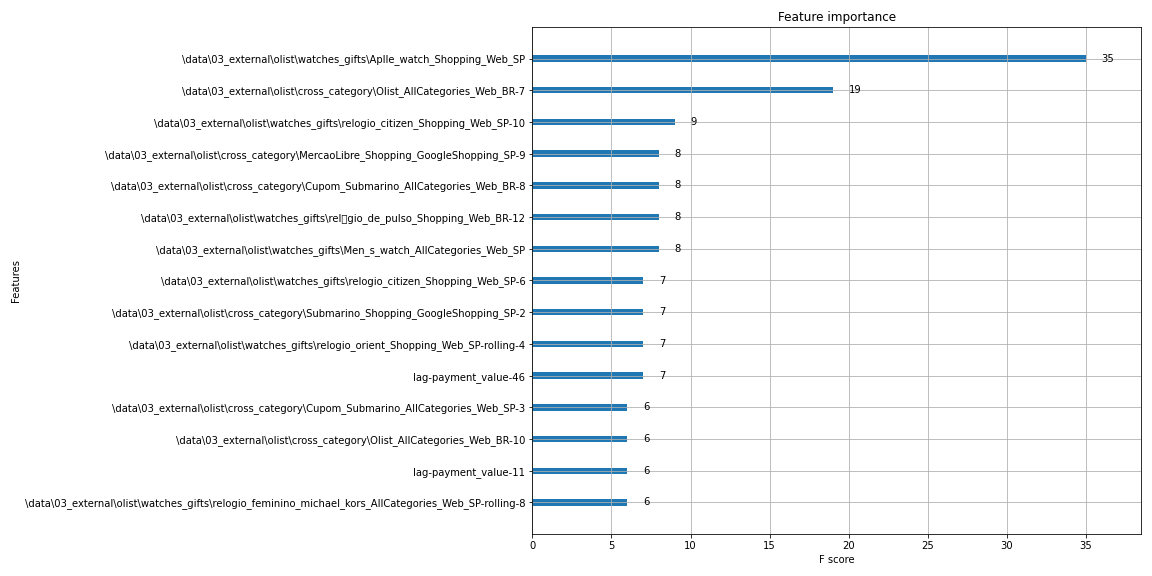 Feature importance
\data\03_external\olist\watches_gifts\Aplle_watch_Shopping_Web_SP 35
\data\03_external\olist\cross_category\Olist_AllCategories_Web_BR-7 19
\data\03_external\olist\watches_gifts\relogio_citizen_Shopping_Web_SP-10 9
\data\03_external\olist\cross_category\MercaoLibre_Shopping_GoogleShopping_SP-9 8
\data\03_external\olist\cross_category\Cupom_Submarino_AllCategories_Web_BR-8 8
\data\03_external\olist\watches_gifts\rel▯gio_de_pulso_Shopping_Web_BR-12 8
\data\03_external\olist\watches_gifts\Men_s_watch_AllCategories_Web_SP 8
\data\03_external\olist\watches_gifts\relogio_citizen_Shopping_Web_SP-6 7
\data\03_external\olist\cross_category\Submarino_Shopping_GoogleShopping_SP-2 7
\data\03_external\olist\watches_gifts\relogio_orient_Shopping_Web_SP-rolling-4 7
lag-payment_value-46 7
\data\03_external\olist\cross_category\Cupom_Submarino_AllCategories_Web_SP-3 6
\data\03_external\olist\cross_category\Olist_AllCategories_Web_BR-10 6
lag-payment_value-11 6
\data\03_external\olist\watches_gifts\relogio_feminino_michael_kors_AllCategories_Web_SP-rolling-8 6
Features
0 5 10 15 20 25 30 35
F score